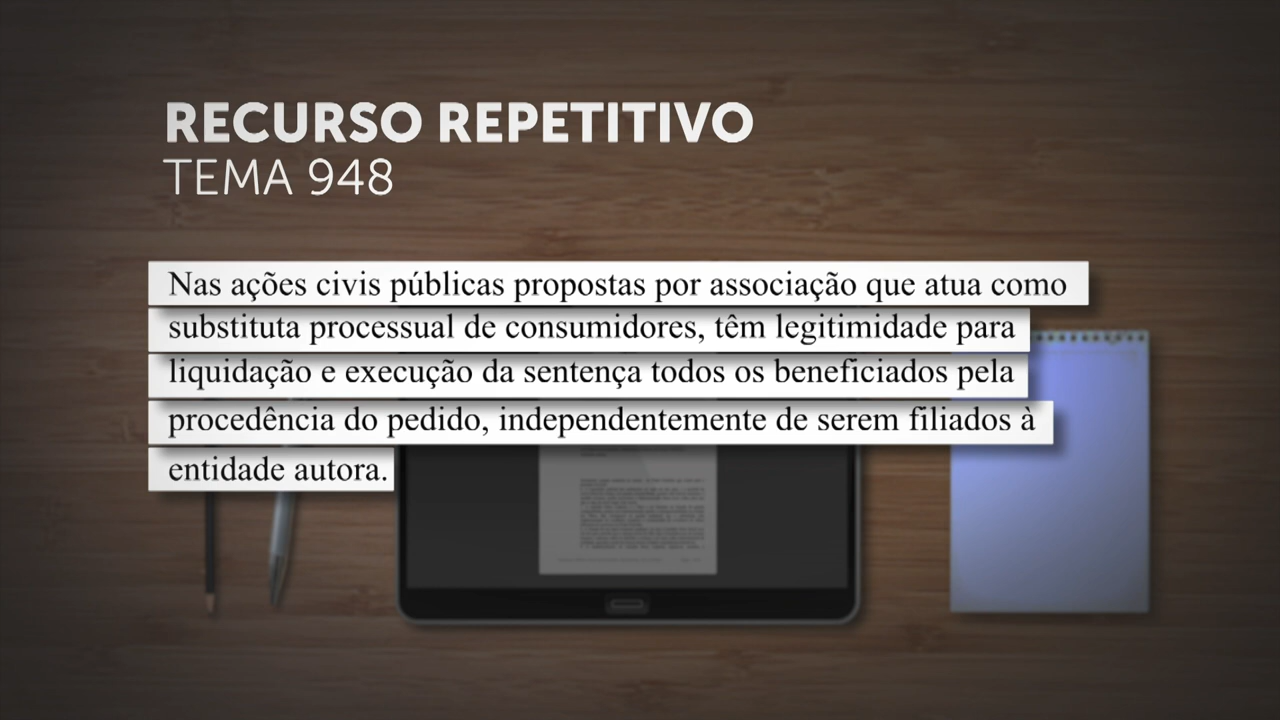 RECURSO REPETITIVO
TEMA 948
Nas ações civis públicas propostas por associação que atua como
substituta processual de consumidores, têm legitimidade para
liquidação e execução da sentença todos os beneficiados pela
procedência do pedido, independentemente de serem filiados à
entidade autora.